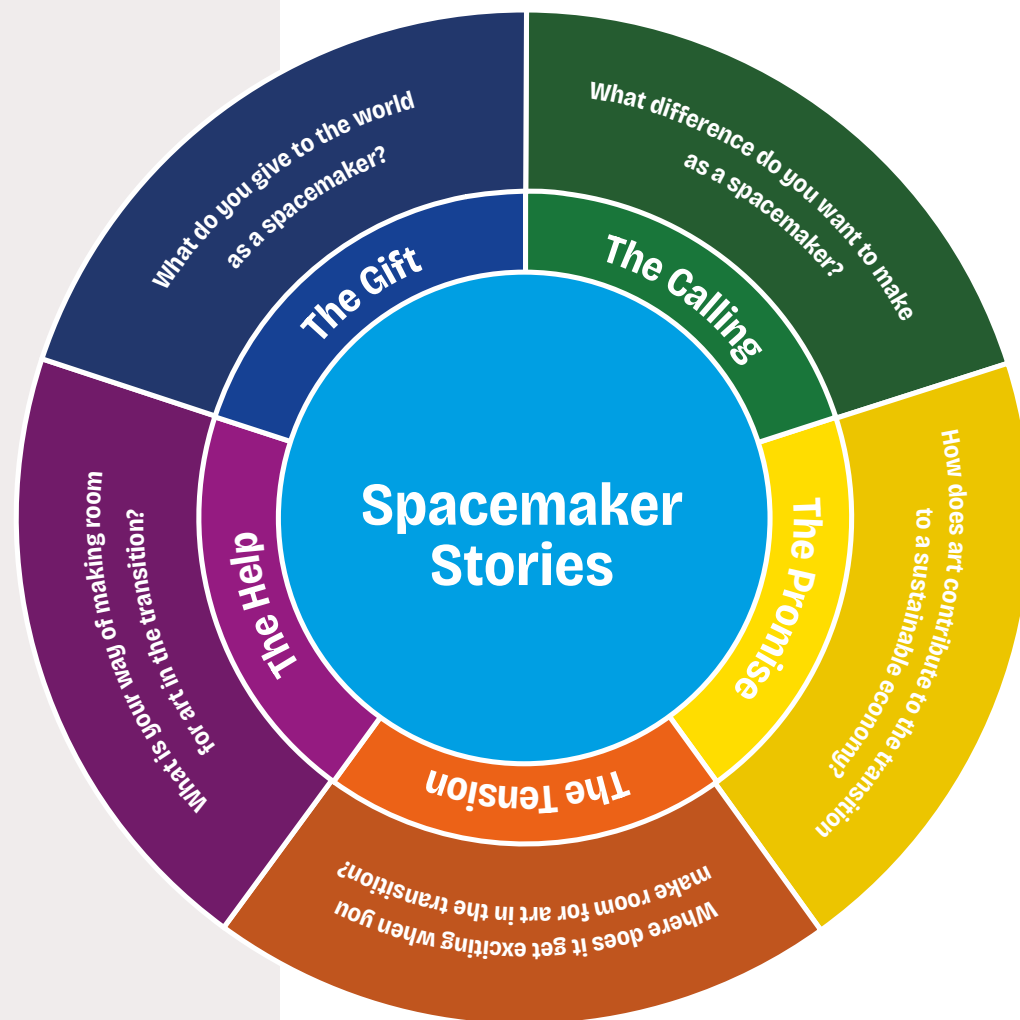 Spacemaker
Stories
The Calling
What difference do you want to make
as a spacemaker?
The Promise
How does art contribute to the transition
to a sustainable economy?
The Tension
Where does it get exciting when you
make room for art in the transition?
The Help
What is your way of making room
for art in the transition?
The Gift
What do you give to the world
as a spacemaker?